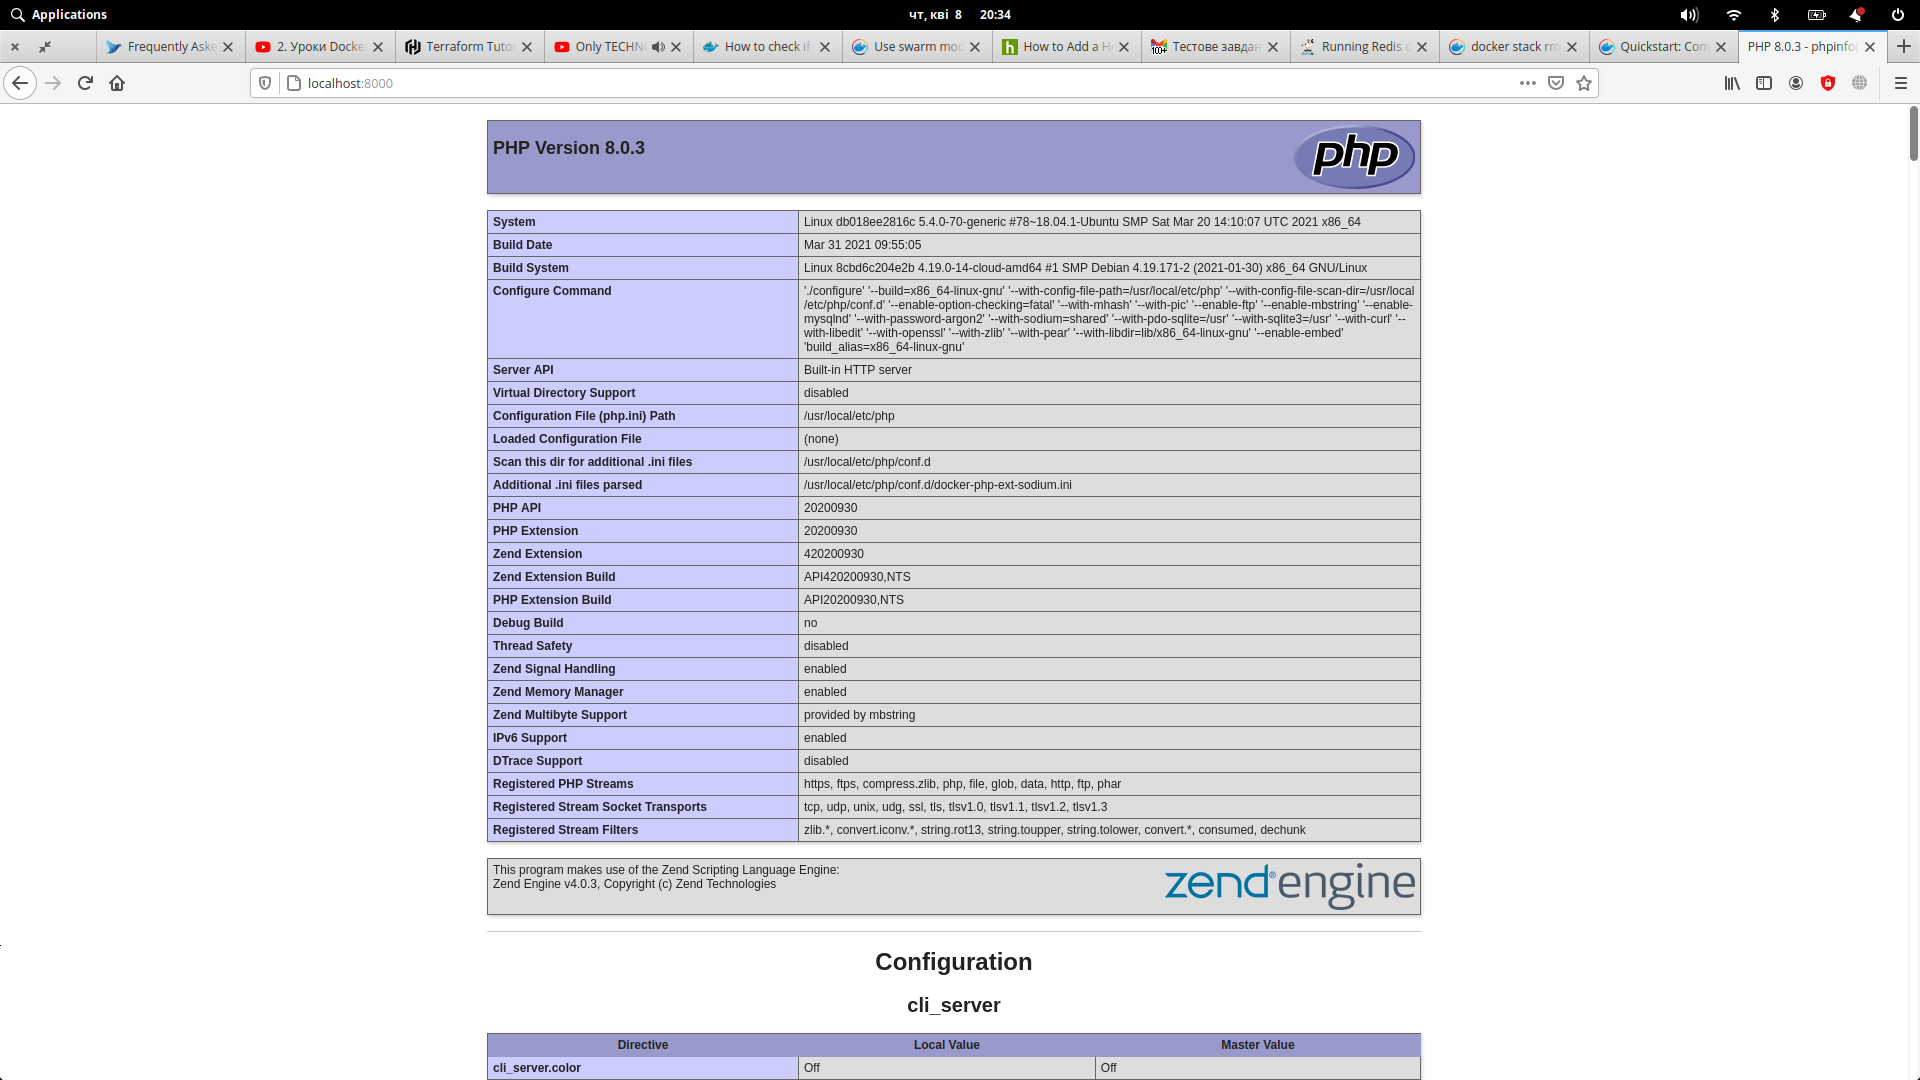 Applications
чт, кві 8 20:34
Frequently Aske
2. Уроки Docke
Terraform Tuto
Only TECHN
How to check if
Use swarm mod
How to Add a H
Тестове завдан
Running Redis c
docker stack rm
Quickstart: Com
PHP 8.0.3 - phpinfo(
localhost:8000
PHP Version 8.0.3
php
System Linux db018ee2816c 5.4.0-70-generic #78~18.04.1-Ubuntu SMP Sat Mar 20 14:10:07 UTC 2021 x86_64
Build Date Mar 31 2021 09:55:05
Build System Linux 8cbd6c204e2b 4.19.0-14-cloud-amd64 #1 SMP Debian 4.19.171-2 (2021-01-30) x86_64 GNU/Linux
Configure Command './configure' '--build=x86_64-linux-gnu' '--with-config-file-path=/usr/local/etc/php' '--with-config-file-scan-dir=/usr/local
/etc/php/conf.d' '--enable-option-checking=fatal' '--with-mhash' '--with-pic' '--enable-ftp' '--enable-mbstring' '--enable-
mysqlnd' '--with-password-argon2' '--with-sodium=shared' '--with-pdo-sqlite=/usr' '--with-sqlite3=/usr' '--with-curl' '--
with-libedit' '--with-openssl' '--with-zlib' '--with-pear' '--with-libdir=lib/x86_64-linux-gnu' '--enable-embed'
'build_alias=x86_64-linux-gnu'
Server API Built-in HTTP server
Virtual Directory Support disabled
Configuration File (php.ini) Path /usr/local/etc/php
Loaded Configuration File (none)
Scan this dir for additional .ini files /usr/local/etc/php/conf.d
Additional .ini files parsed /usr/local/etc/php/conf.d/docker-php-ext-sodium.ini
PHP API 20200930
PHP Extension 20200930
Zend Extension 420200930
Zend Extension Build API420200930,NTS
PHP Extension Build API20200930,NTS
Debug Build no
Thread Safety disabled
Zend Signal Handling enabled
Zend Memory Manager enabled
Zend Multibyte Support provided by mbstring
IPv6 Support enabled
DTrace Support disabled
Registered PHP Streams https, ftps, compress.zlib, php, file, glob, data, http, ftp, phar
Registered Stream Socket Transports tcp, udp, unix, udg, ssl, tls, tlsv1.0, tlsv1.1, tlsv1.2, tlsv1.3
Registered Stream Filters zlib.*, convert.iconv.*, string.rot13, string.toupper, string.tolower, convert.*, consumed, dechunk
This program makes use of the Zend Scripting Language Engine:
Zend Engine v4.0.3, Copyright (c) Zend Technologies
zend® engine
Configuration
cli_server
Directive Local Value Master Value
cli_server.color Off Off